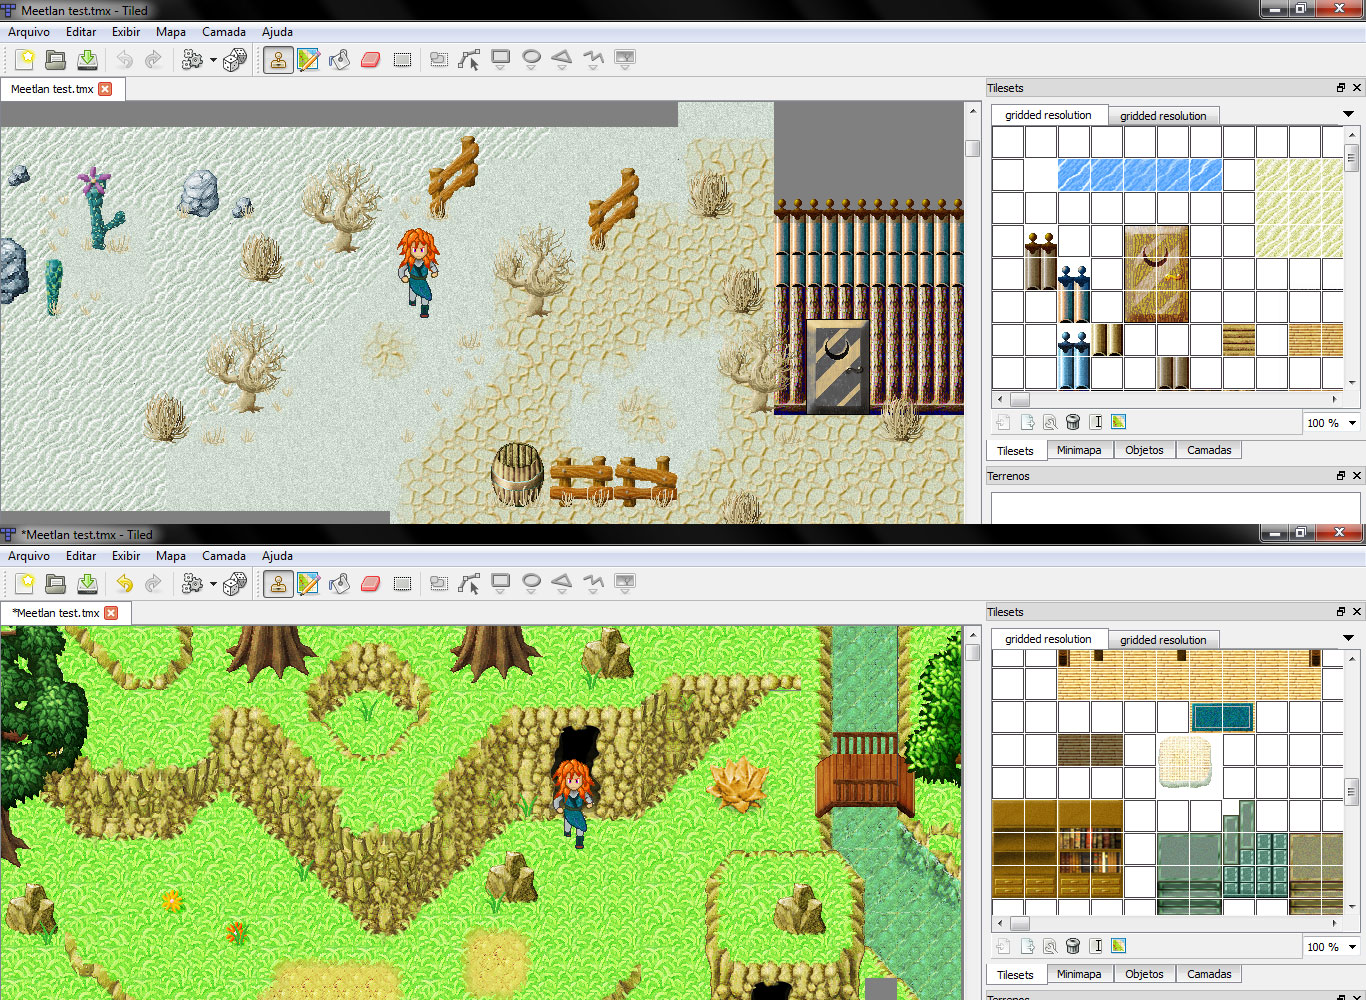 Meetlan test.tmx - Tiled
Arquivo Editar Exibir Mapa Camada Ajuda
Meetlan test.tmx
Tilesets
gridded resolution gridded resolution
100 %
Tilesets Minimapa Objetos Camadas
Terrenos
*Meetlan test.tmx - Tiled
Arquivo Editar Exibir Mapa Camada Ajuda
*Meetlan test.tmx
Tilesets
gridded resolution gridded resolution
100 %
Tilesets Minimapa Objetos Camadas
Terrenos